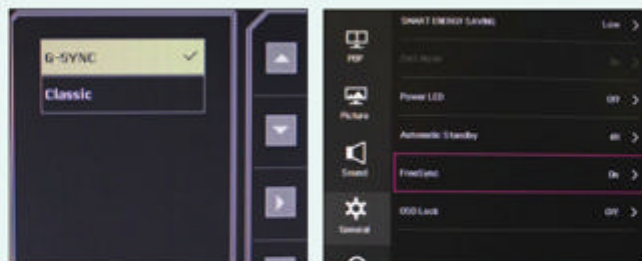 G-SYNC
Classic
SMART ENERGY SAVING Low
PBP
Power LED Off
Picture
Automatic Standby
Sound
FreeSync On
General
OSD Lock Off